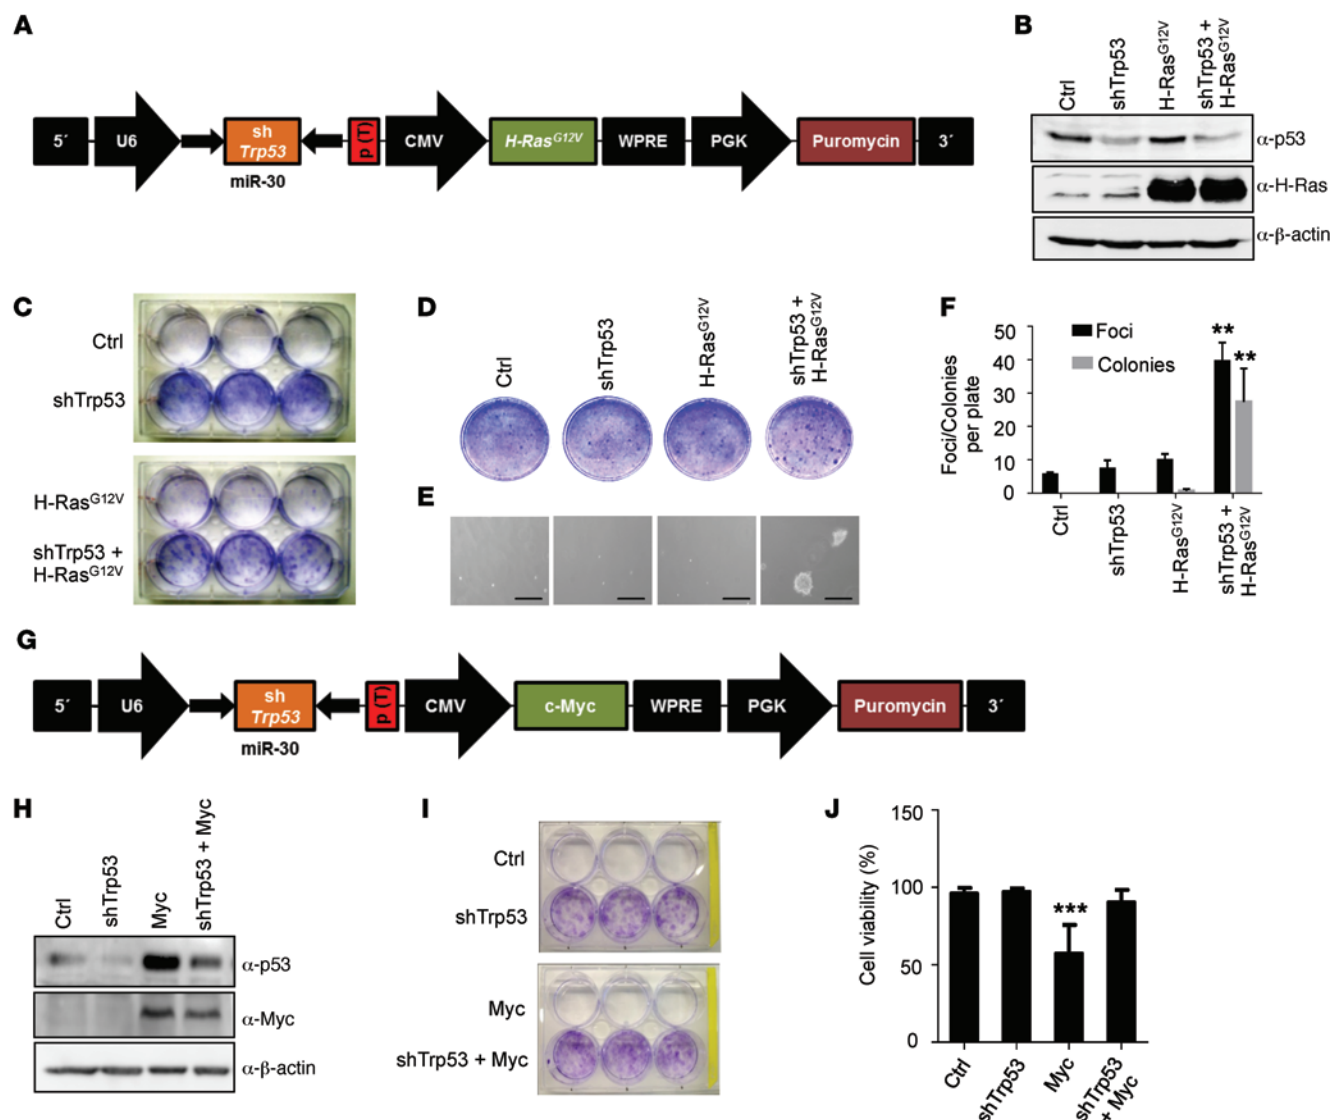 A
5´ U6 sh Trp53 p (T) CMV H-RasG12V WPRE PGK Puromycin 3´
miR-30
B
Ctrl
shTrp53
H-RasG12V
shTrp53 +
H-RasG12V
α-p53
α-H-Ras
α-β-actin
C
Ctrl
shTrp53
H-RasG12V
shTrp53 +
H-RasG12V
D
Ctrl
shTrp53
H-RasG12V
shTrp53 +
H-RasG12V
E
F
Foci/Colonies
per plate
50
40
30
20
10
0
Foci
Colonies
**
**
Ctrl
shTrp53
H-RasG12V
shTrp53 +
H-RasG12V
G
5´ U6 sh Trp53 p (T) CMV c-Myc WPRE PGK Puromycin 3´
miR-30
H
Ctrl
shTrp53
Myc
shTrp53 + Myc
α-p53
α-Myc
α-β-actin
I
Ctrl
shTrp53
Myc
shTrp53 + Myc
J
Cell viability (%)
150
100
50
0
***
Ctrl
shTrp53
Myc
shTrp53
+ Myc